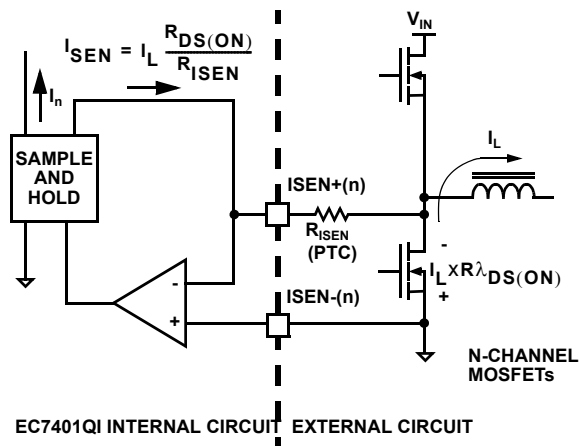 I_SEN = I_L R_DS(ON) / R_ISEN
I_n
SAMPLE
AND
HOLD
-
+
ISEN+(n)
R_ISEN
(PTC)
ISEN-(n)
V_IN
I_L
-
I_L xRλ_DS(ON)
+
N-CHANNEL
MOSFETs
EC7401QI INTERNAL CIRCUIT EXTERNAL CIRCUIT